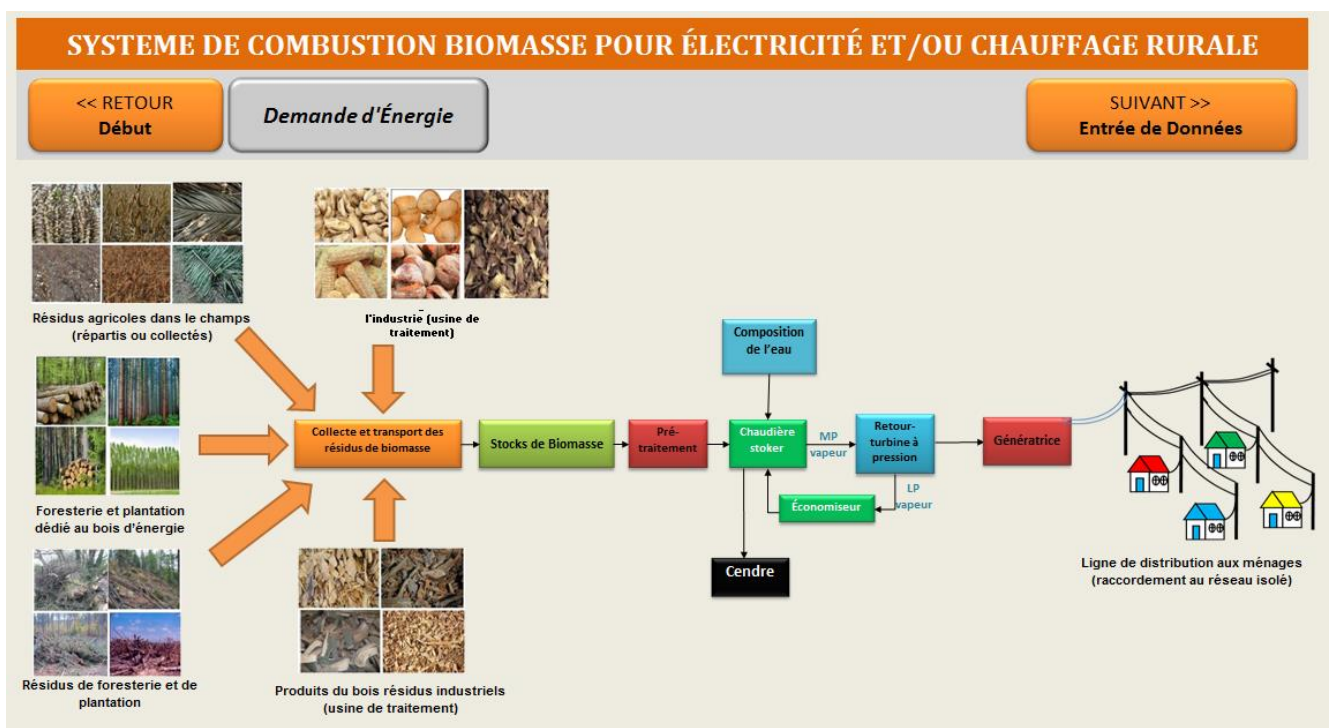 SYSTEME DE COMBUSTION BIOMASSE POUR ÉLECTRICITÉ ET/OU CHAUFFAGE RURALE
<< RETOUR
Début
Demande d'Énergie
SUIVANT >>
Entrée de Données
Résidus agricoles dans le champs
(répartis ou collectés)
l'industrie (usine de
traitement)
Foresterie et plantation
dédié au bois d'énergie
Résidus de foresterie et de
plantation
Produits du bois résidus industriels
(usine de traitement)
Collecte et transport des
résidus de biomasse
Stocks de Biomasse
Pré-
traitement
Composition
de l'eau
Chaudière
stoker
MP
vapeur
Retour-
turbine à
pression
LP
vapeur
Économiseur
Cendre
Génératrice
Ligne de distribution aux ménages
(raccordement au réseau isolé)